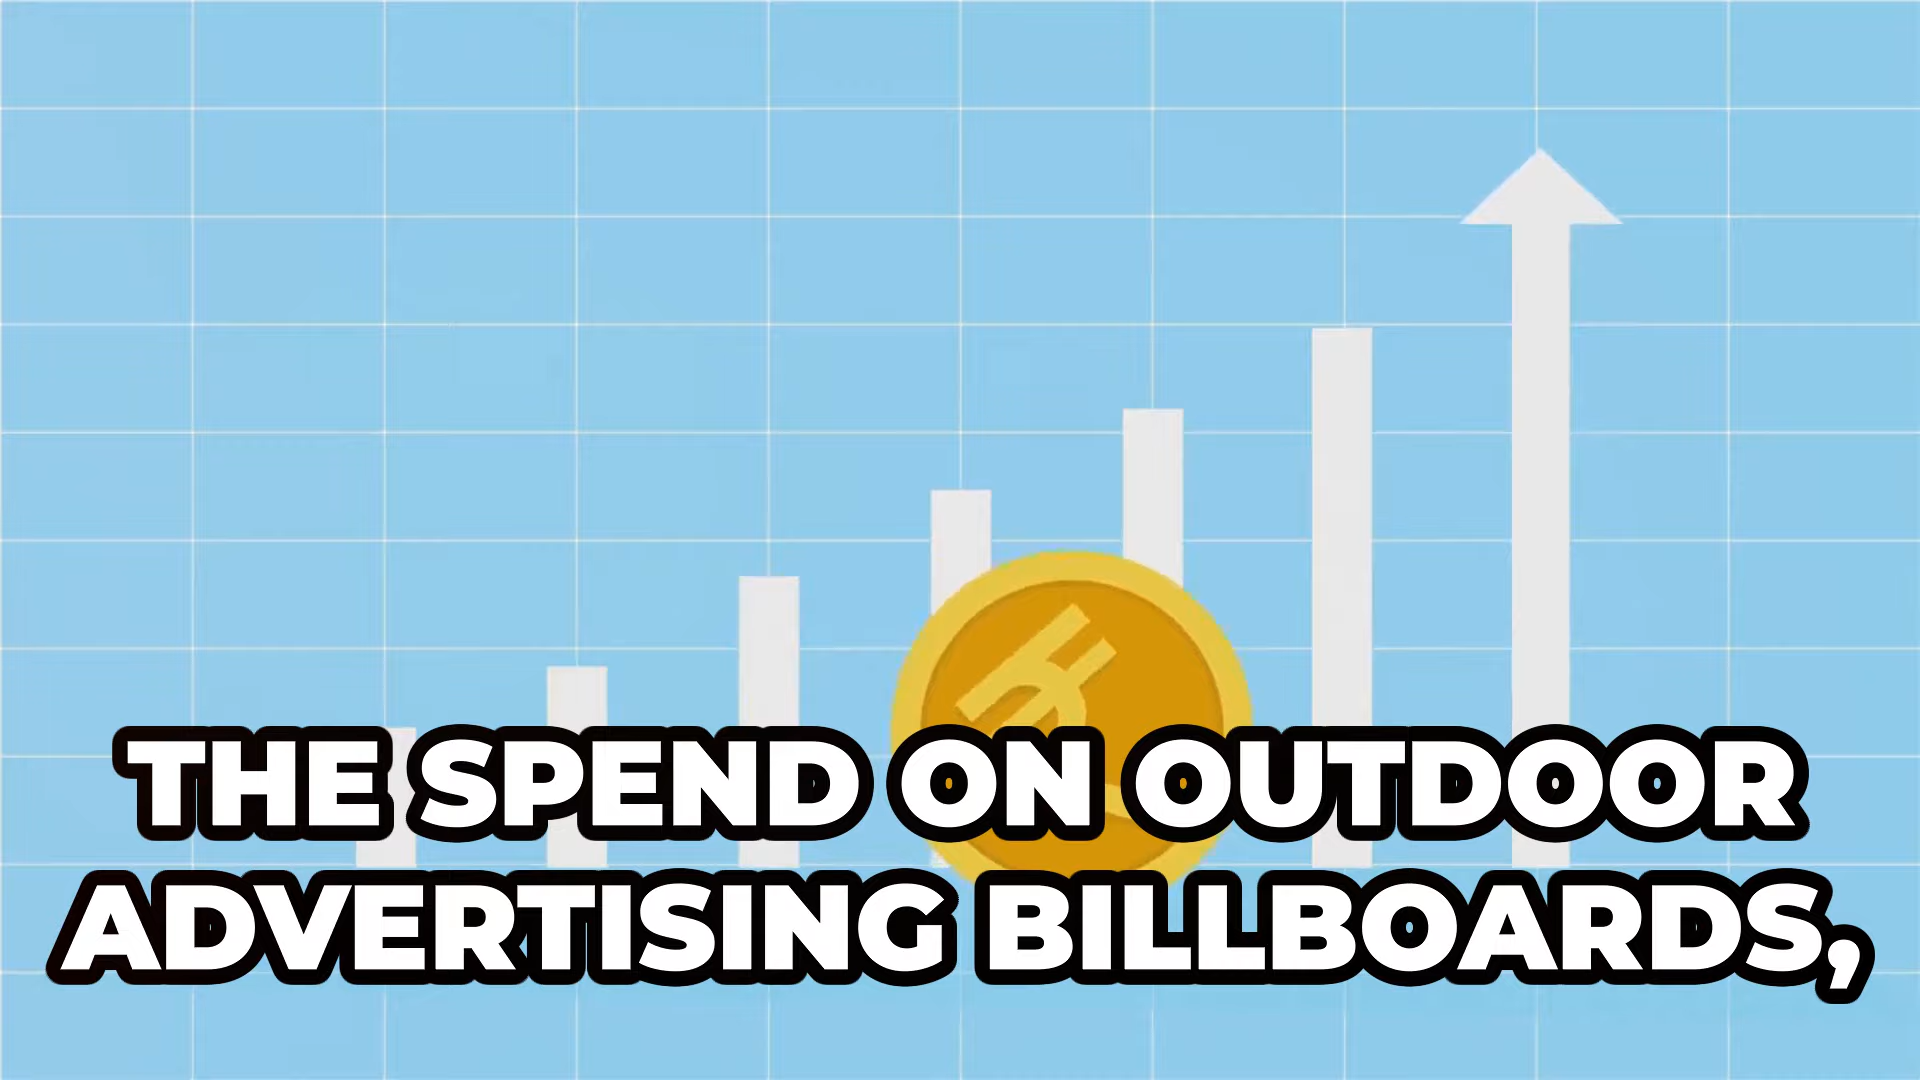 ₹
THE SPEND ON OUTDOOR
ADVERTISING BILLBOARDS,